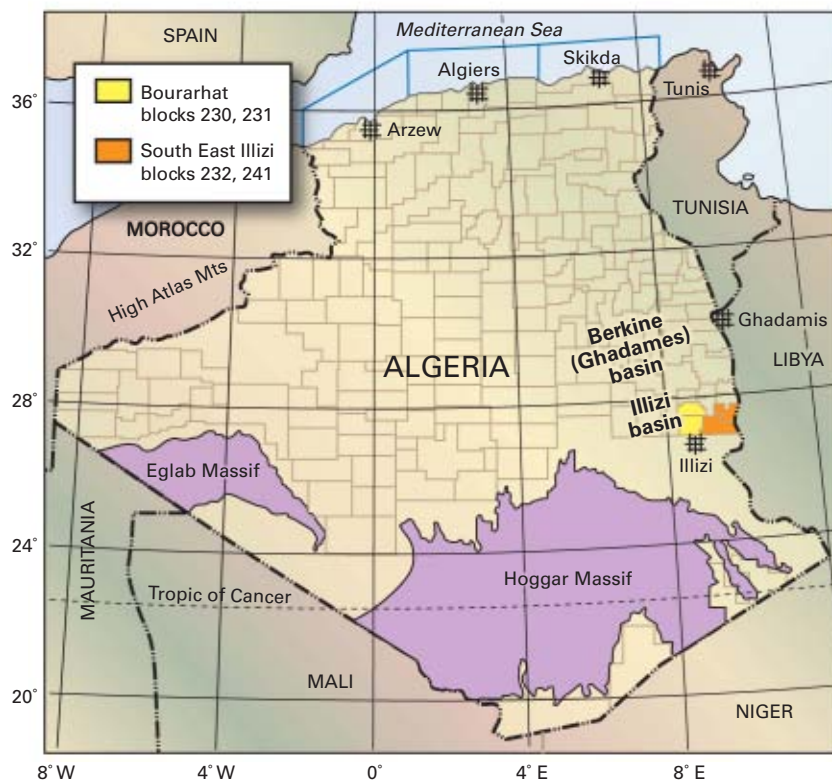 SPAIN
Mediterranean Sea
Bourarhat
blocks 230, 231
South East Illizi
blocks 232, 241
Algiers
Skikda
Tunis
36°
Arzew
TUNISIA
MOROCCO
32°
High Atlas Mts
Ghadamis
Berkine
(Ghadames)
basin
ALGERIA
LIBYA
28°
Illizi
basin
Illizi
Eglab Massif
MAURITANIA
24°
Hoggar Massif
Tropic of Cancer
MALI
20°
NIGER
8° W
4° W
0°
4° E
8° E